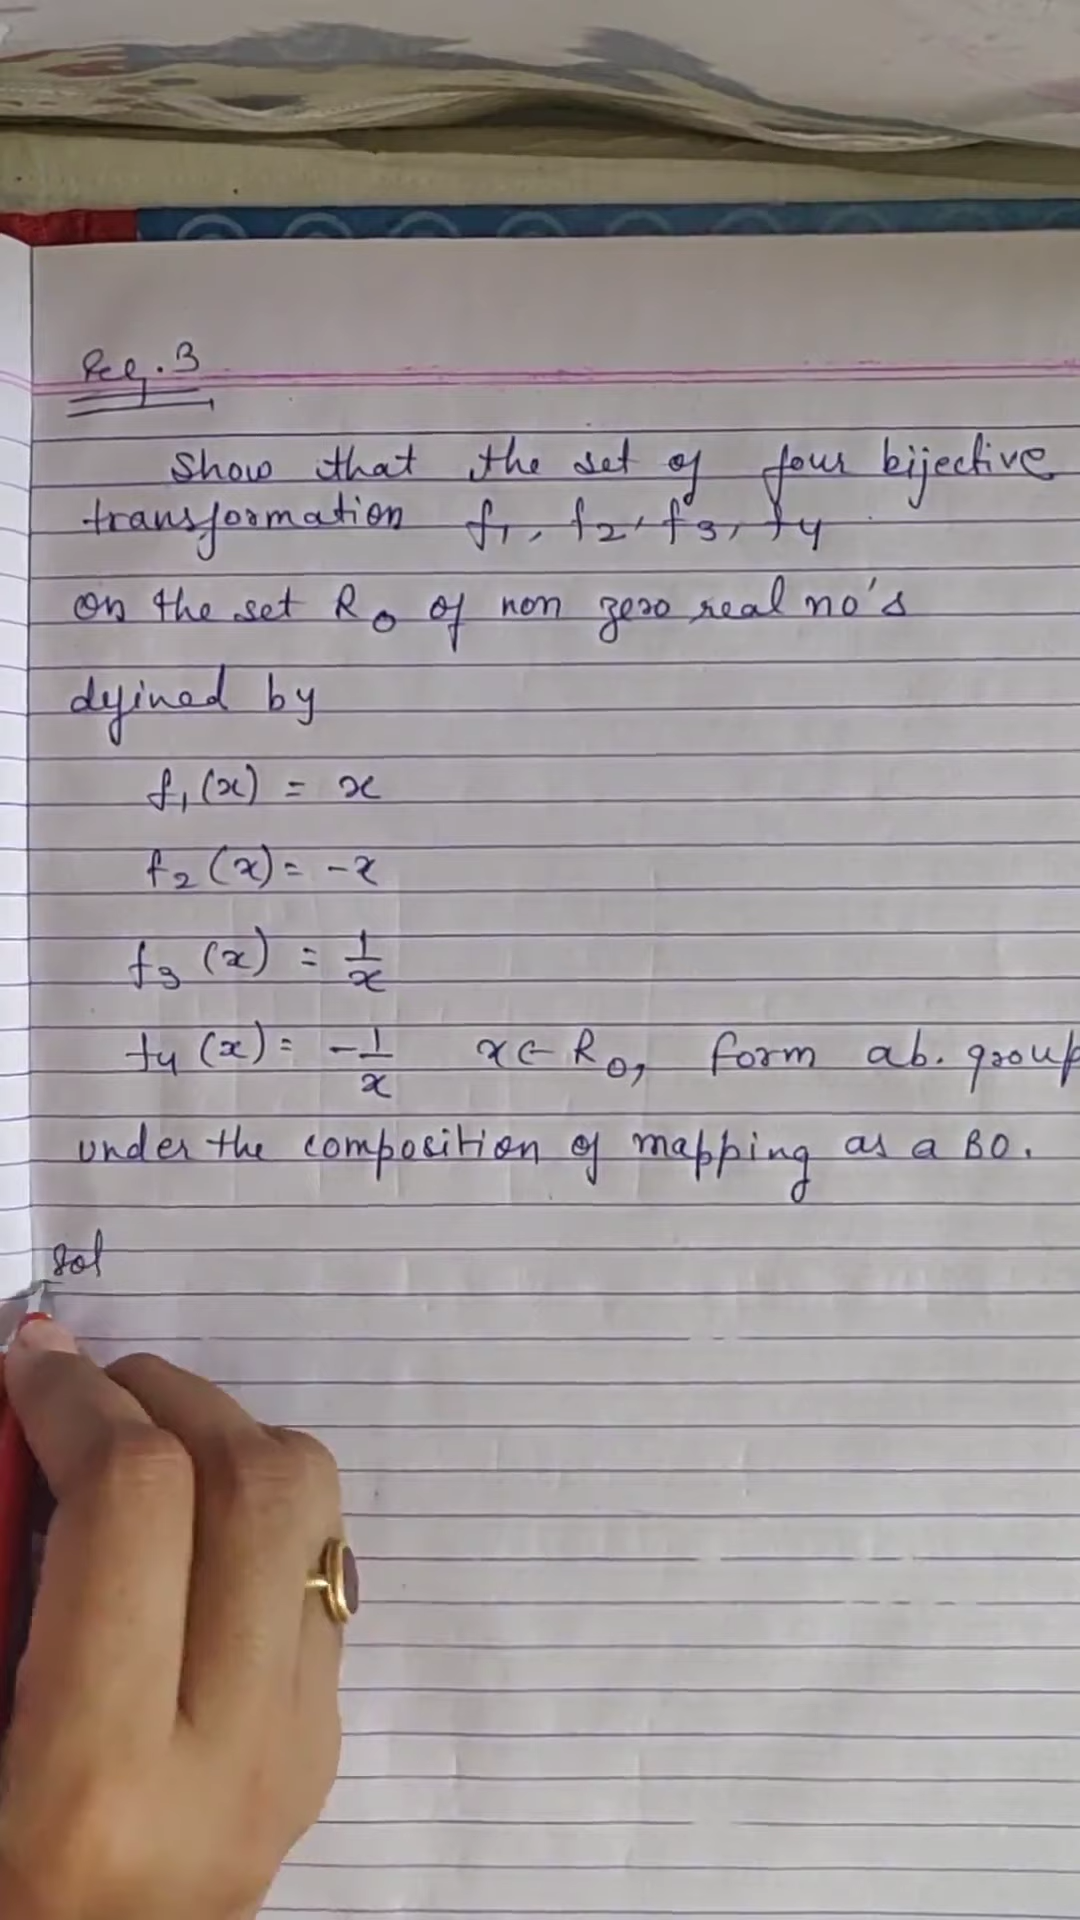 Show that the set of four bijective
transformation f₁, f₂, f₃, f₄
on the set R₀ of non zero real no's
defined by
f₁(x) = x
f₂(x) = -x
f₃(x) = 1/x
f₄(x) = -1/x x ∈ R₀, form ab. group
under the composition of mapping as a BO.
Sol